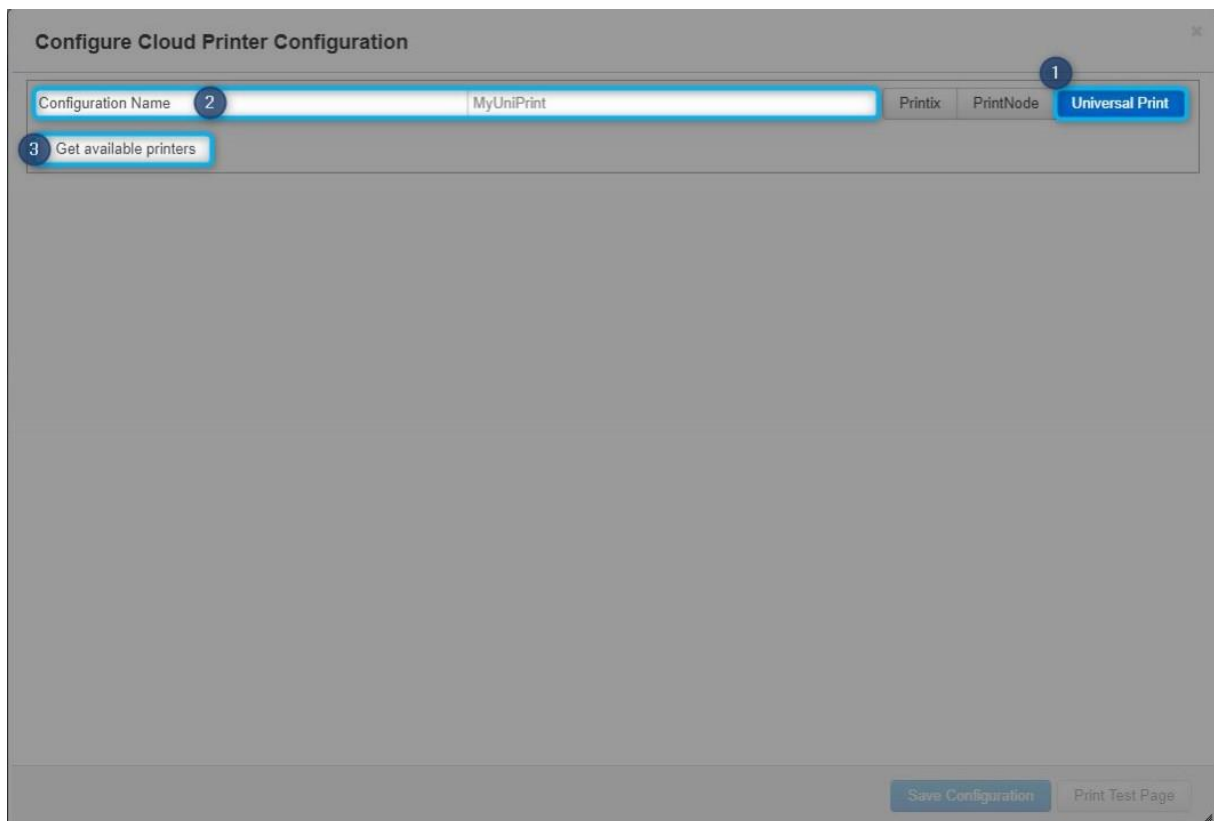 Configure Cloud Printer Configuration
1
Configuration Name 2 MyUniPrint Printix PrintNode Universal Print
3 Get available printers
Save Configuration Print Test Page